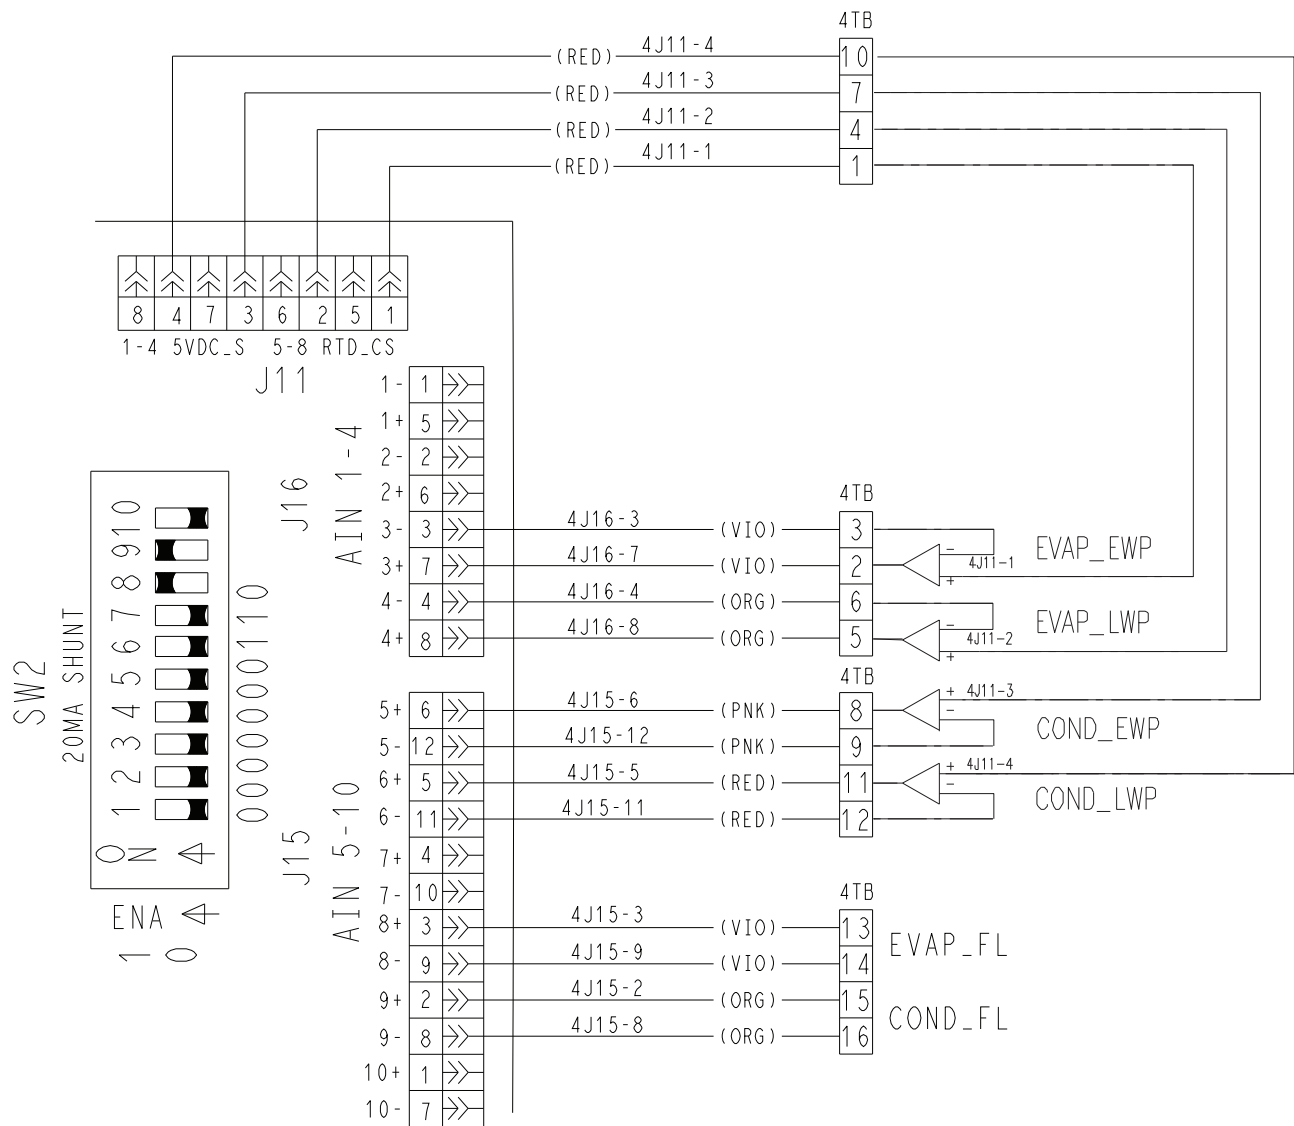 4TB
(RED) 4J11-4 10
(RED) 4J11-3 7
(RED) 4J11-2 4
(RED) 4J11-1 1
8 4 7 3 6 2 5 1
1-4 5VDC_S 5-8 RTD_CS
J11
J16
AIN 1-4
1- 1
1+ 5
2- 2
2+ 6
4TB
3- 3 4J16-3 (VIO) 3 -
3+ 7 4J16-7 (VIO) 2 4J11-1 +
EVAP_EWP
4- 4 4J16-4 (ORG) 6 -
4+ 8 4J16-8 (ORG) 5 4J11-2 +
EVAP_LWP
4TB
J15
AIN 5-10
5+ 6 4J15-6 (PNK) 8 + 4J11-3
5- 12 4J15-12 (PNK) 9 -
COND_EWP
6+ 5 4J15-5 (RED) 11 + 4J11-4
6- 11 4J15-11 (RED) 12 -
COND_LWP
7+ 4
7- 10
4TB
8+ 3 4J15-3 (VIO) 13
8- 9 4J15-9 (VIO) 14
EVAP_FL
9+ 2 4J15-2 (ORG) 15
9- 8 4J15-8 (ORG) 16
COND_FL
10+ 1
10- 7
SW2
20MA SHUNT
1 2 3 4 5 6 7 8 9 10
0000000110
ON
ENA
1 0